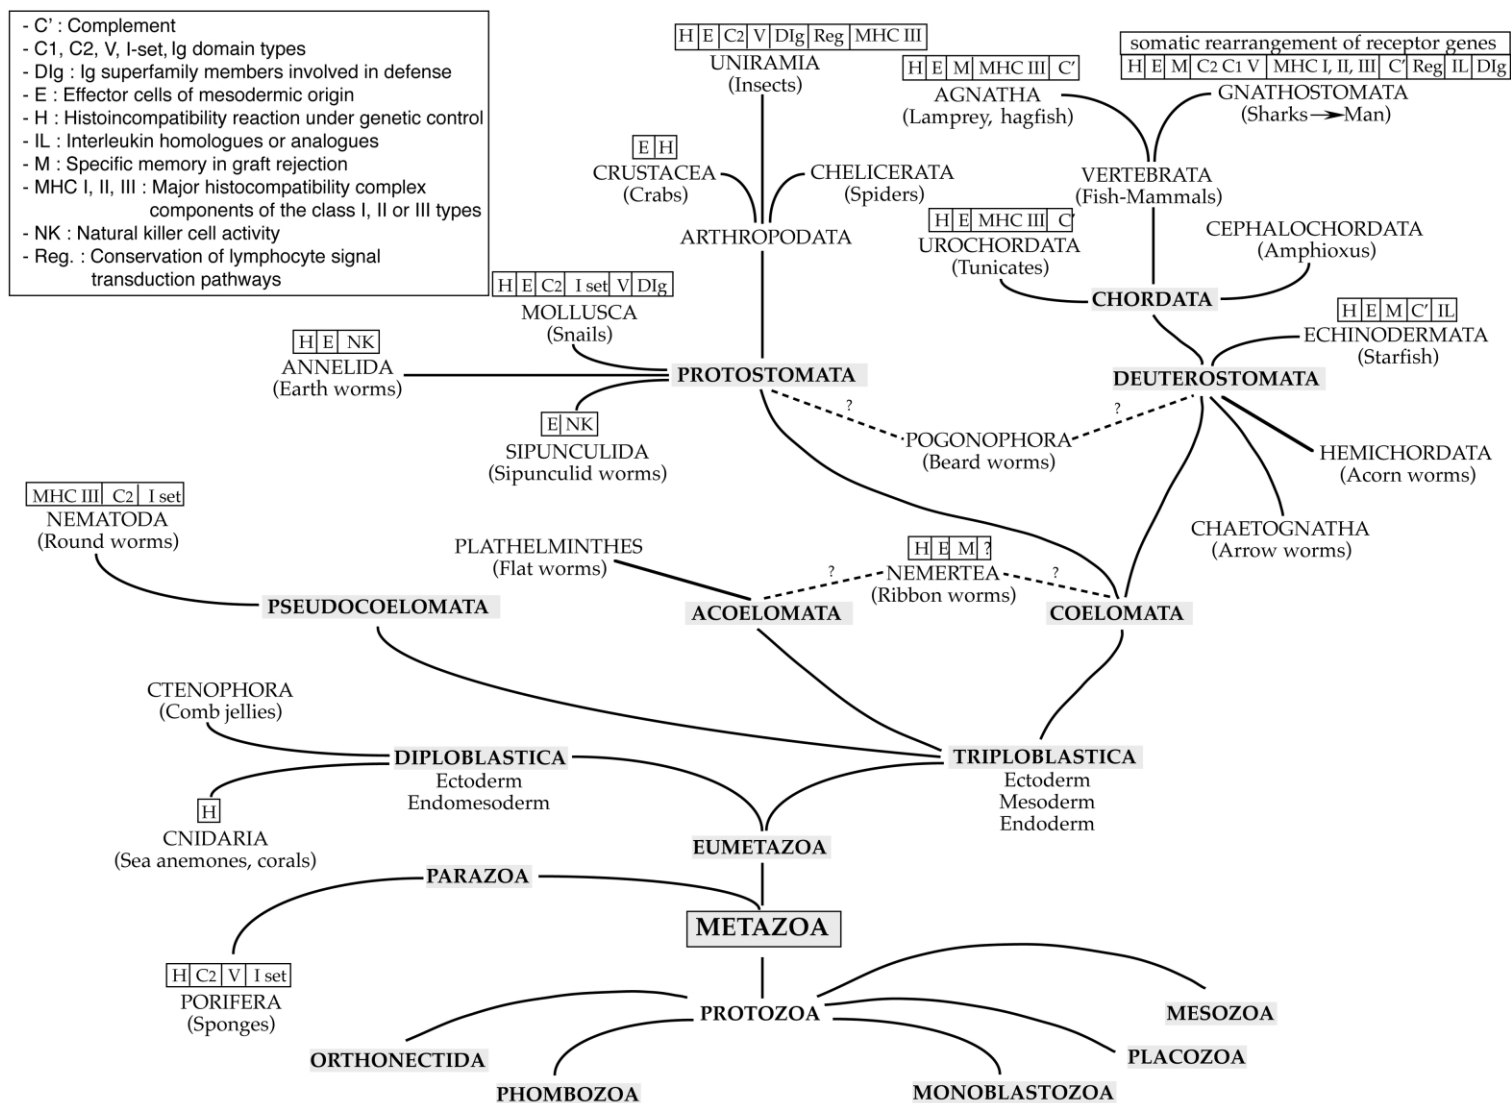 - C' : Complement
- C1, C2, V, I-set, Ig domain types
- DIg : Ig superfamily members involved in defense
- E : Effector cells of mesodermic origin
- H : Histoincompatibility reaction under genetic control
- IL : Interleukin homologues or analogues
- M : Specific memory in graft rejection
- MHC I, II, III : Major histocompatibility complex
components of the class I, II or III types
- NK : Natural killer cell activity
- Reg. : Conservation of lymphocyte signal
transduction pathways
H E C2 V DIg Reg MHC III
UNIRAMIA
(Insects)
H E M MHC III C'
AGNATHA
(Lamprey, hagfish)
somatic rearrangement of receptor genes
H E M C2 C1 V MHC I, II, III C' Reg IL DIg
GNATHOSTOMATA
(Sharks→Man)
E H
CRUSTACEA
(Crabs)
CHELICERATA
(Spiders)
VERTEBRATA
(Fish-Mammals)
ARTHROPODATA
H E MHC III C'
UROCHORDATA
(Tunicates)
CEPHALOCHORDATA
(Amphioxus)
CHORDATA
H E C2 I set V DIg
MOLLUSCA
(Snails)
H E M C' IL
ECHINODERMATA
(Starfish)
H E NK
ANNELIDA
(Earth worms)
PROTOSTOMATA
DEUTEROSTOMATA
? ?
E NK
SIPUNCULIDA
(Sipunculid worms)
POGONOPHORA
(Beard worms)
HEMICHORDATA
(Acorn worms)
MHC III C2 I set
NEMATODA
(Round worms)
CHAETOGNATHA
(Arrow worms)
PLATHELMINTHES
(Flat worms)
H E M ?
NEMERTEA
(Ribbon worms)
? ?
PSEUDOCOELOMATA
ACOELOMATA
COELOMATA
CTENOPHORA
(Comb jellies)
DIPLOBLASTICA
Ectoderm
Endomesoderm
TRIPLOBLASTICA
Ectoderm
Mesoderm
Endoderm
H
CNIDARIA
(Sea anemones, corals)
EUMETAZOA
PARAZOA
METAZOA
H C2 V I set
PORIFERA
(Sponges)
PROTOZOA
MESOZOA
ORTHONECTIDA
PLACOZOA
PHOMBOZOA
MONOBLASTOZOA